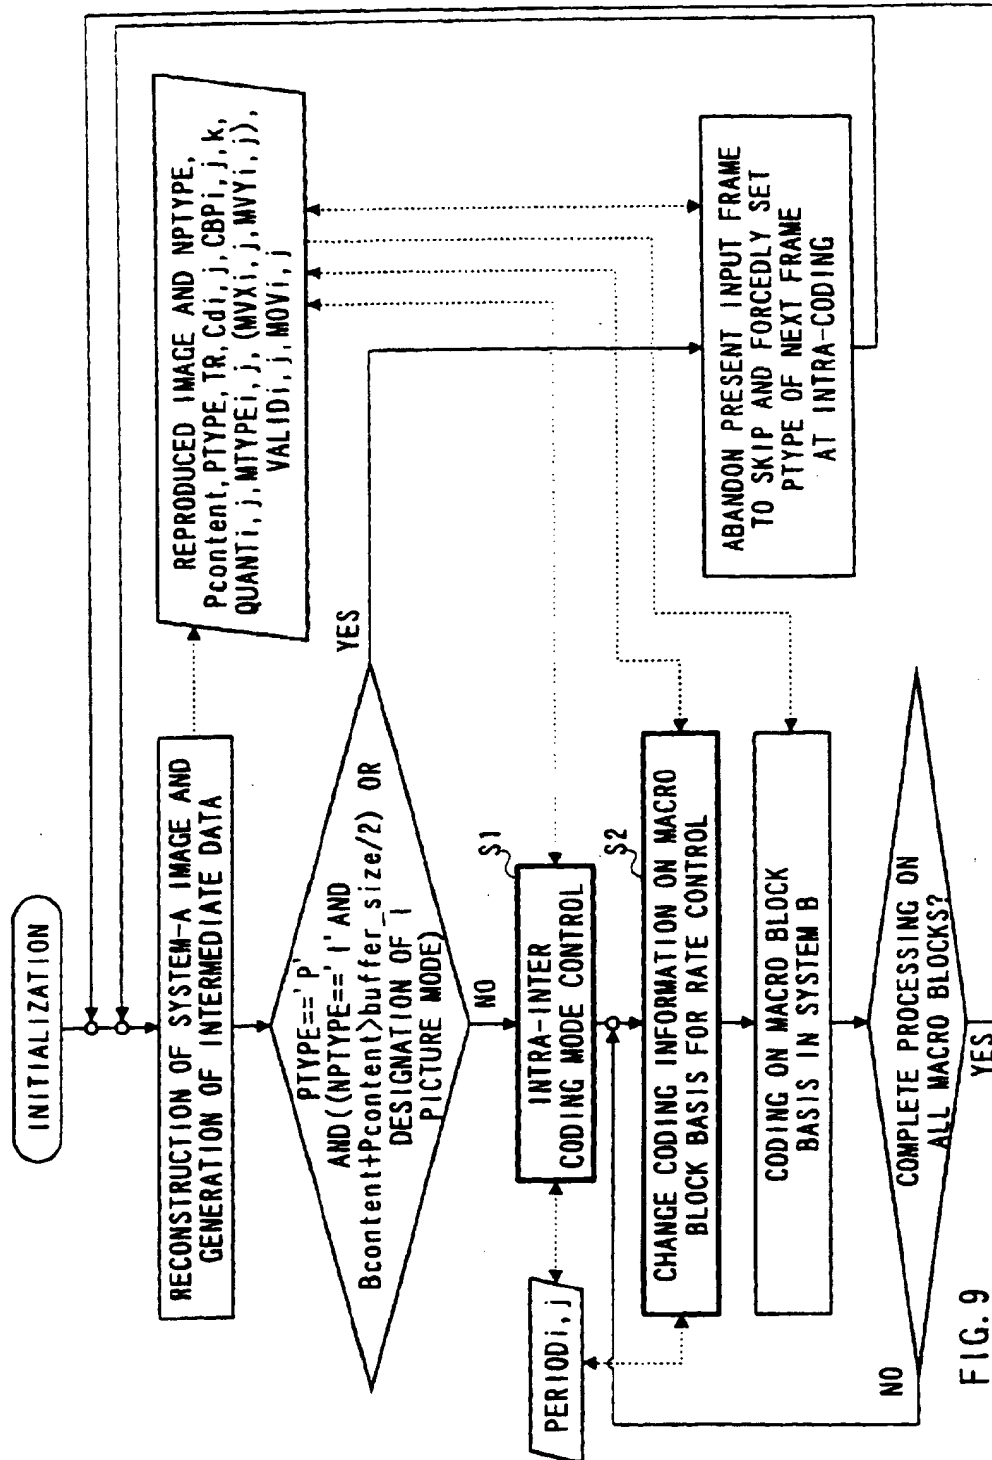 INITIALIZATION
RECONSTRUCTION OF SYSTEM-A IMAGE AND
GENERATION OF INTERMEDIATE DATA
REPRODUCED IMAGE AND NPTYPE,
Pcontent, PTYPE, TR, Cdi, j, CBPi, j, k,
QUANTi, j, MTYPEi, j, (MVXi, j, MVYi, j),
VALIDi, j, MOVi, j
PTYPE=='P'
AND((NPTYPE=='I' AND
Bcontent+Pcontent>buffer_size/2) OR
DESIGNATION OF I
PICTURE MODE)
YES
NO
ABANDON PRESENT INPUT FRAME
TO SKIP AND FORCEDLY SET
PTYPE OF NEXT FRAME
AT INTRA-CODING
S1
INTRA-INTER
CODING MODE CONTROL
PERIODi, j
S2
CHANGE CODING INFORMATION ON MACRO
BLOCK BASIS FOR RATE CONTROL
CODING ON MACRO BLOCK
BASIS IN SYSTEM B
COMPLETE PROCESSING ON
ALL MACRO BLOCKS?
NO
YES
FIG. 9